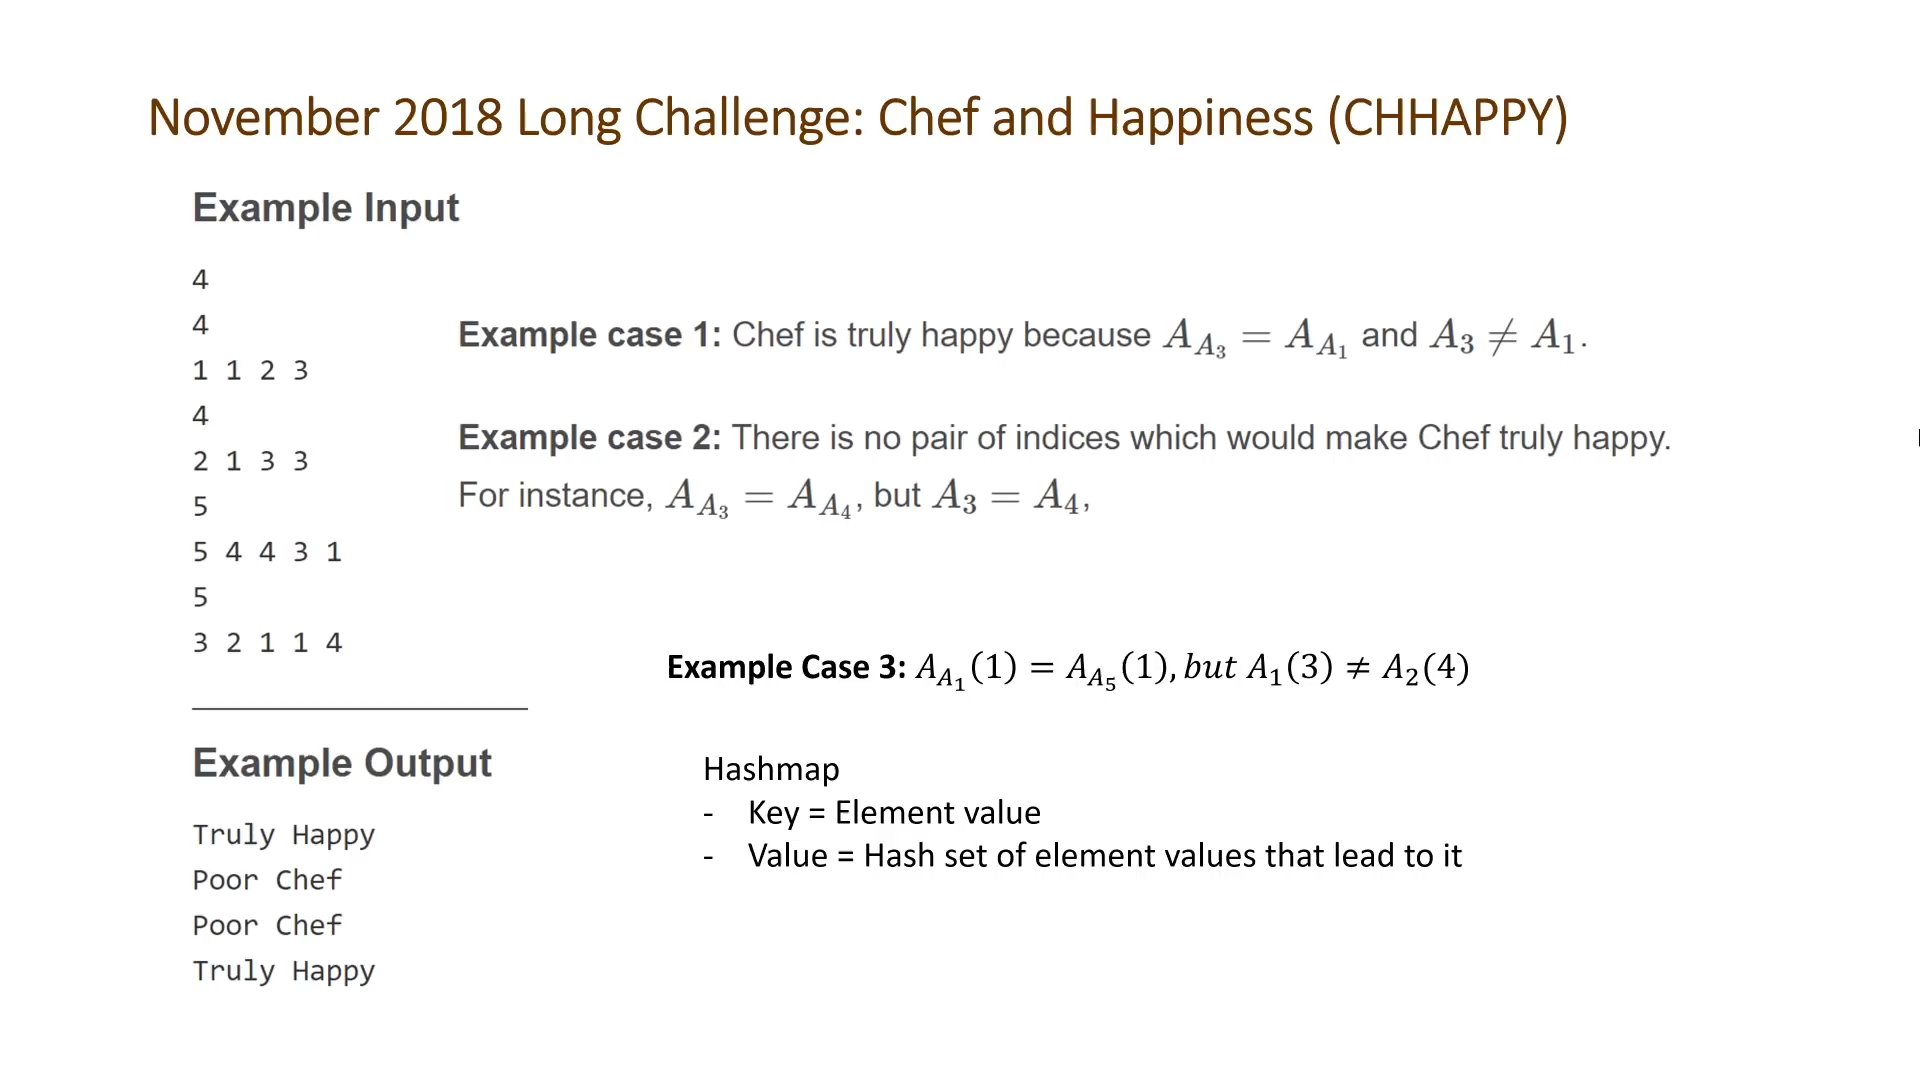 November 2018 Long Challenge: Chef and Happiness (CHHAPPY)
Example Input
4
4
1 1 2 3
4
2 1 3 3
5
5 4 4 3 1
5
3 2 1 1 4
Example case 1: Chef is truly happy because A_{A_3} = A_{A_1} and A_3 ≠ A_1.
Example case 2: There is no pair of indices which would make Chef truly happy.
For instance, A_{A_3} = A_{A_4}, but A_3 = A_4,
Example Case 3: A_{A_1}(1) = A_{A_5}(1), but A_1(3) ≠ A_2(4)
Hashmap
- Key = Element value
- Value = Hash set of element values that lead to it
Example Output
Truly Happy
Poor Chef
Poor Chef
Truly Happy